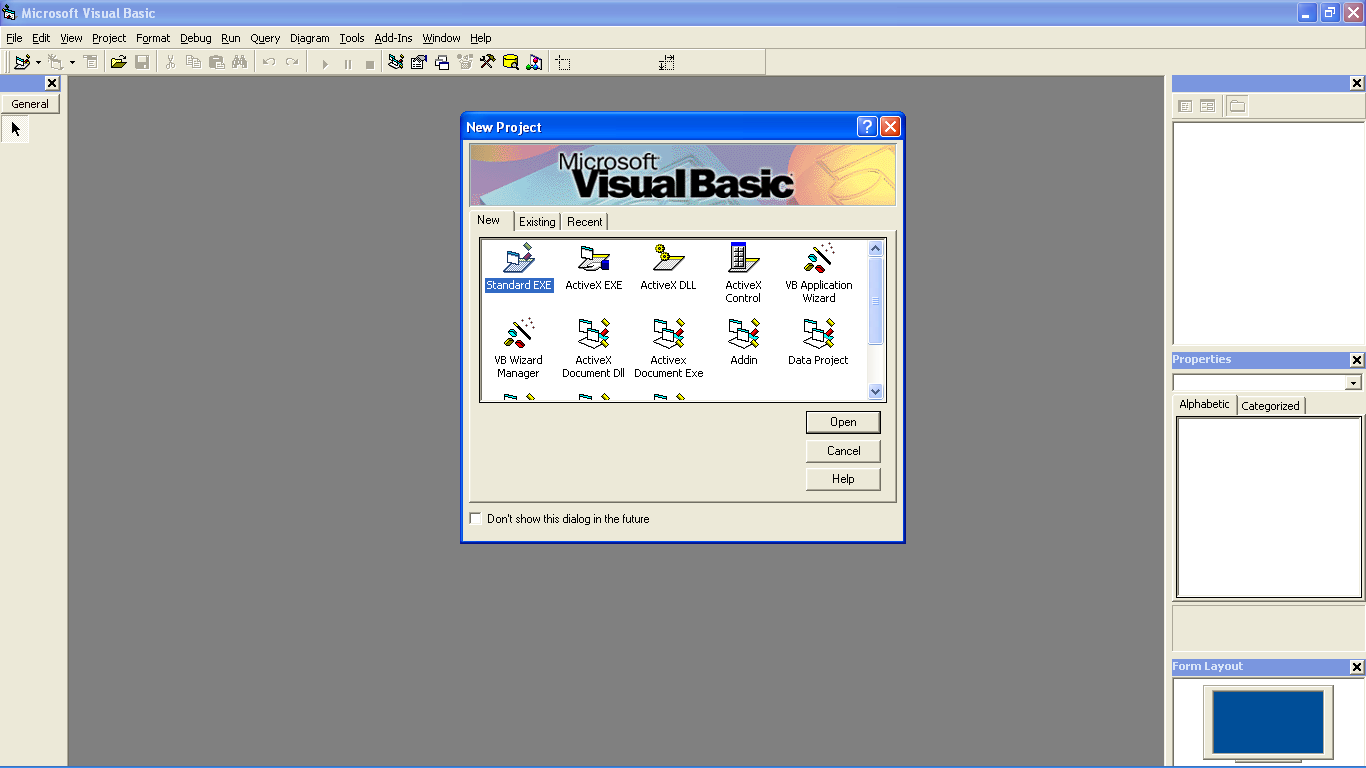 Microsoft Visual Basic
File Edit View Project Format Debug Run Query Diagram Tools Add-Ins Window Help
General
New Project
Microsoft
Visual Basic
New Existing Recent
Standard EXE ActiveX EXE ActiveX DLL ActiveX Control VB Application Wizard
VB Wizard Manager ActiveX Document Dll Activex Document Exe Addin Data Project
Open
Cancel
Help
Don't show this dialog in the future
Properties
Alphabetic Categorized
Form Layout